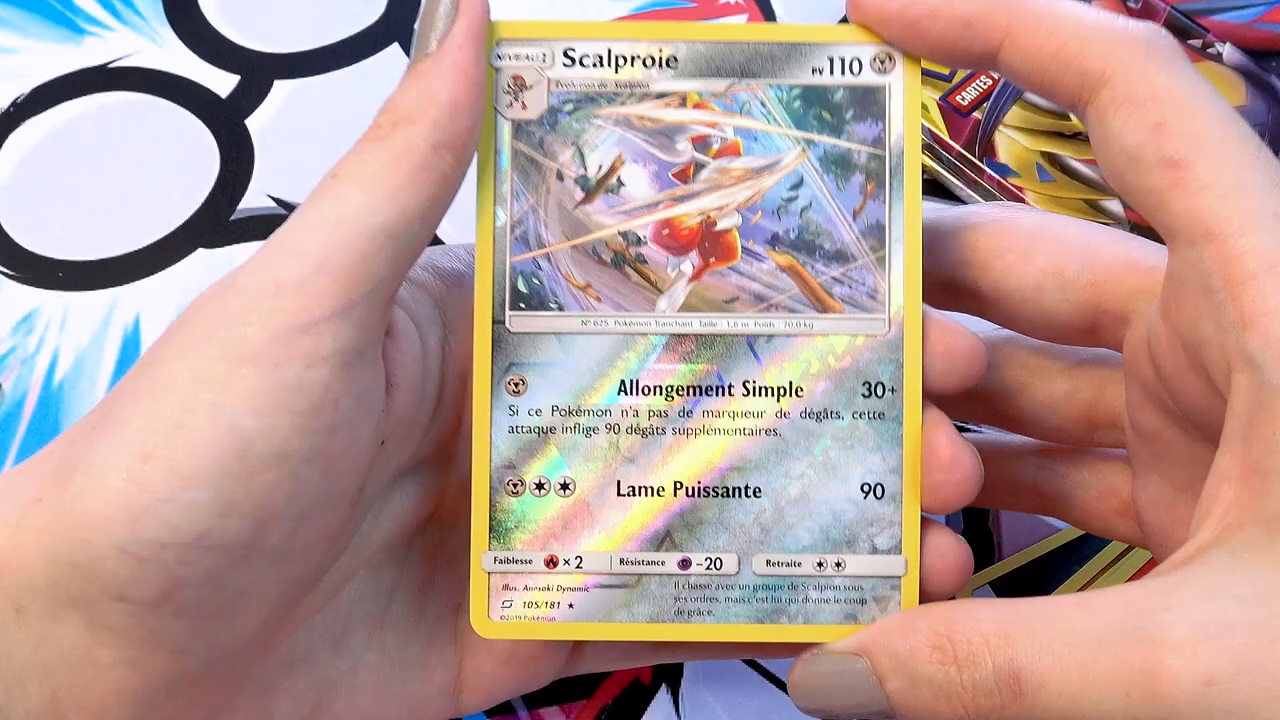 NIVEAU 1
Scalproie
PV 110
Évolution de : Scalpion
CARTES À
N° 625 Pokémon Tranchant Taille : 1,6 m Poids : 70,0 kg
Allongement Simple 30+
Si ce Pokémon n'a pas de marqueur de dégâts, cette
attaque inflige 90 dégâts supplémentaires.
Lame Puissante 90
Faiblesse ×2 Résistance -20 Retraite
Illus. Anesaki Dynamic
105/181 ★
©2019 Pokémon
Il chasse avec un groupe de Scalpion sous
ses ordres, mais c'est lui qui donne le coup
de grâce.